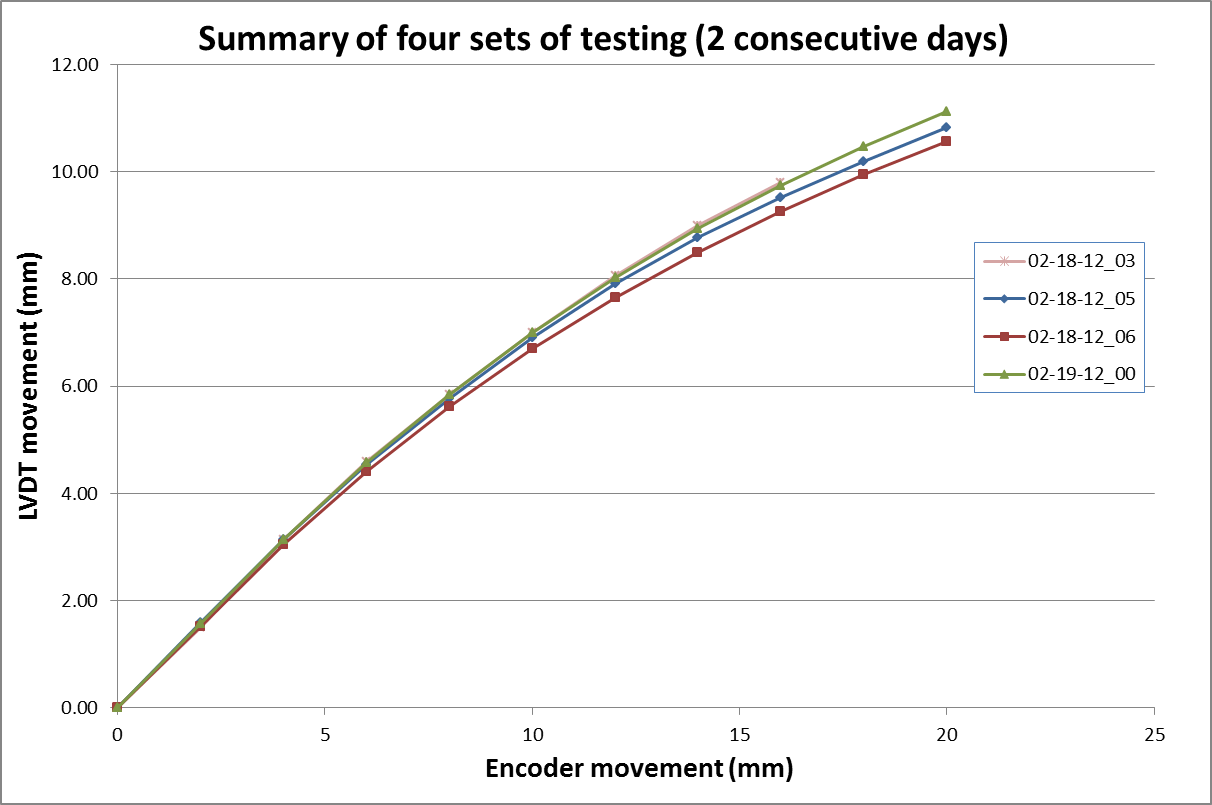 Summary of four sets of testing (2 consecutive days)
12.00
10.00
8.00
6.00
4.00
2.00
0.00
LVDT movement (mm)
0 5 10 15 20 25
Encoder movement (mm)
02-18-12_03
02-18-12_05
02-18-12_06
02-19-12_00